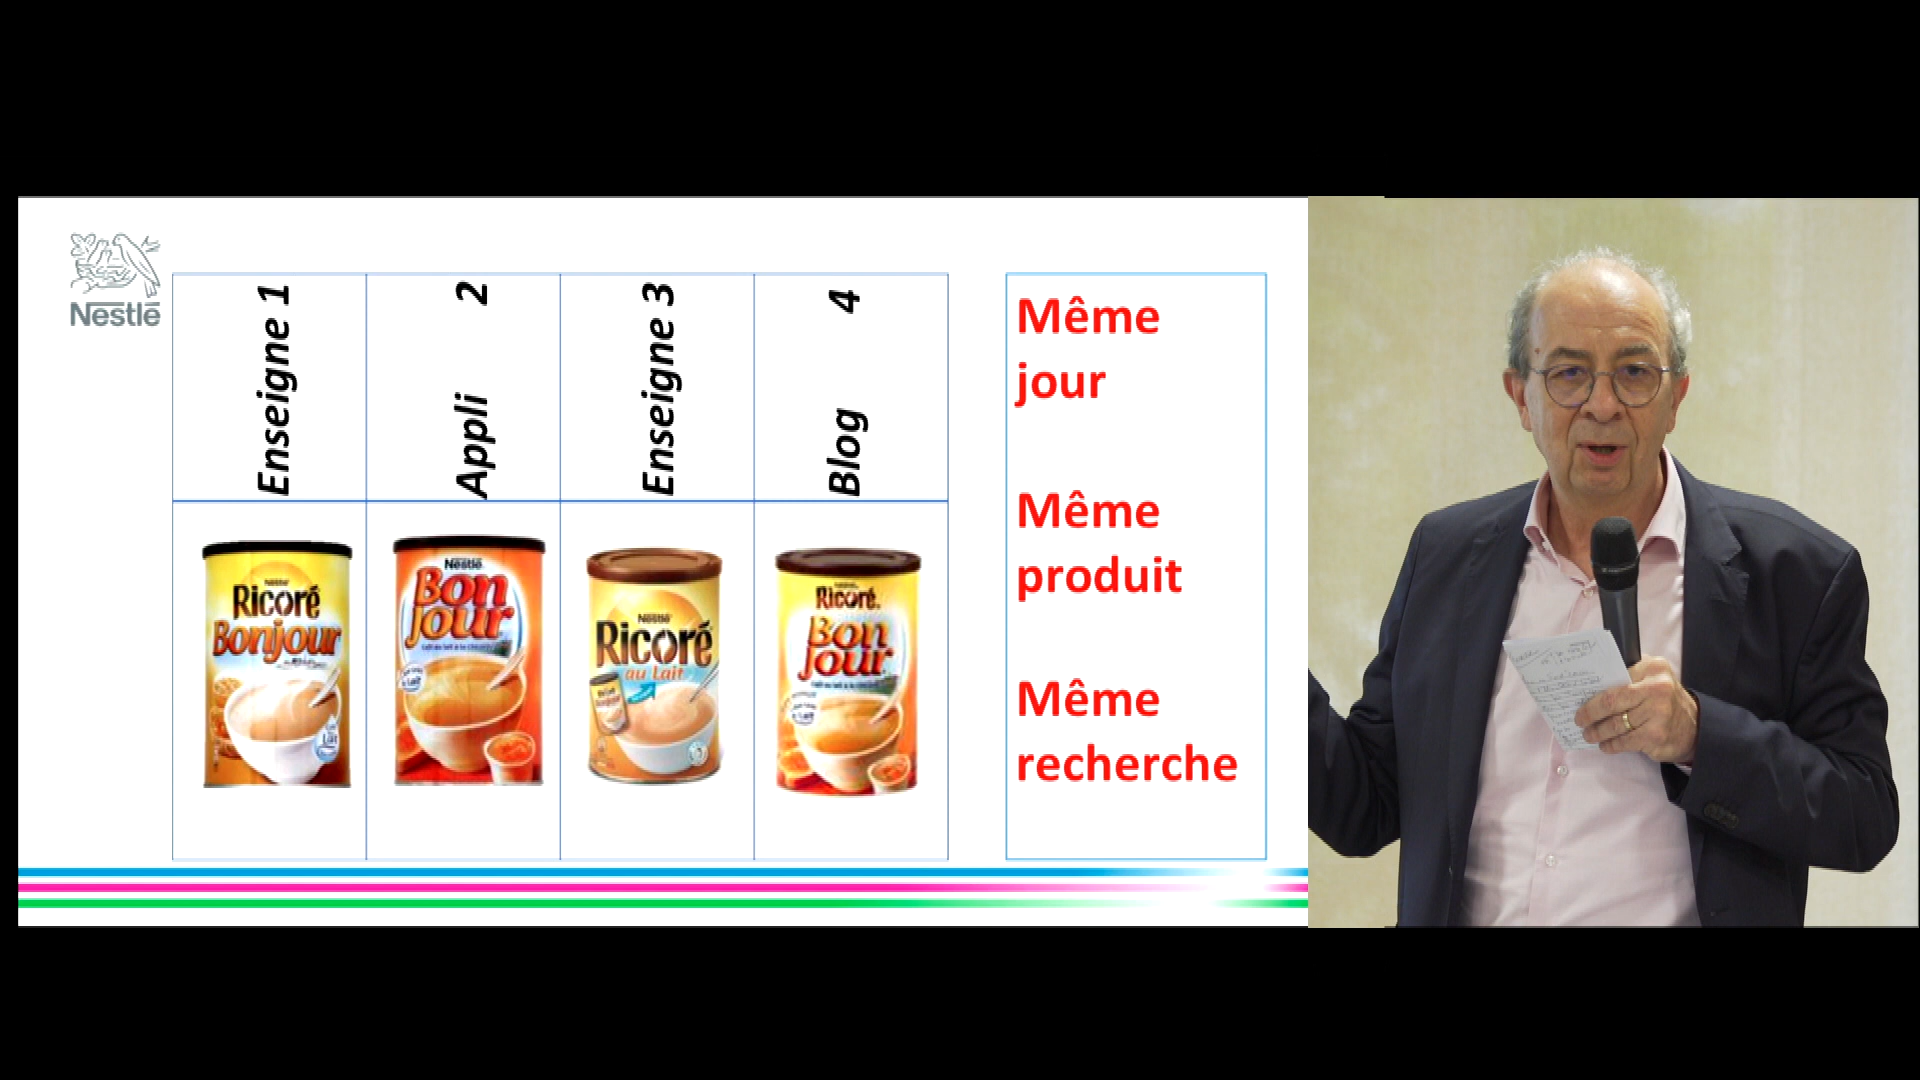 Nestlé
Enseigne 1
Appli 2
Enseigne 3
Blog 4
Nestlé
Ricoré
Bonjour
Nestlé
Bon
Jour
Nestlé
Ricoré
au Lait
Ricoré
Bon
Jour
Même
jour
Même
produit
Même
recherche